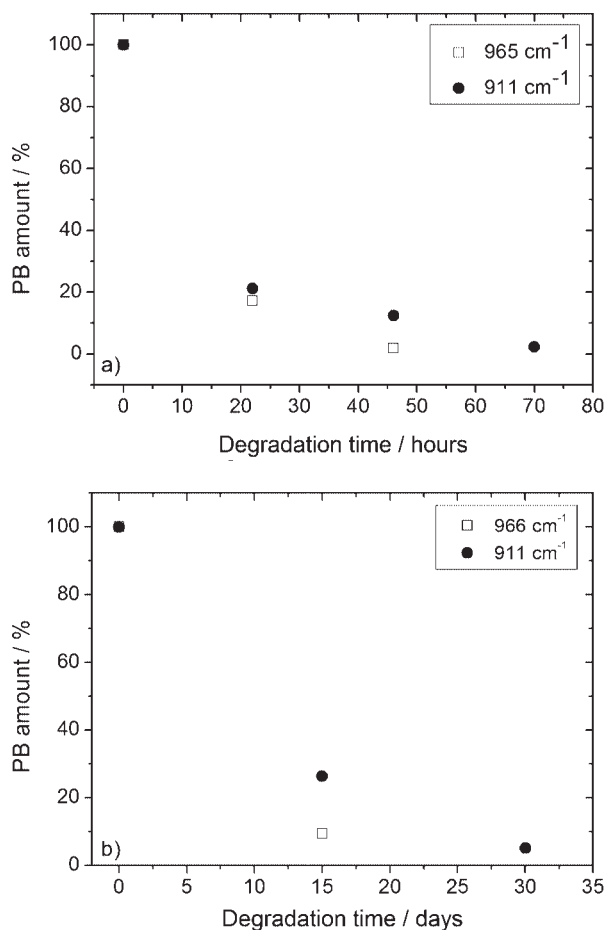 100
80
60
40
20
0
PB amount / %
965 cm⁻¹
911 cm⁻¹
a)
0 10 20 30 40 50 60 70 80
Degradation time / hours
100
80
60
40
20
0
PB amount / %
966 cm⁻¹
911 cm⁻¹
b)
0 5 10 15 20 25 30 35
Degradation time / days